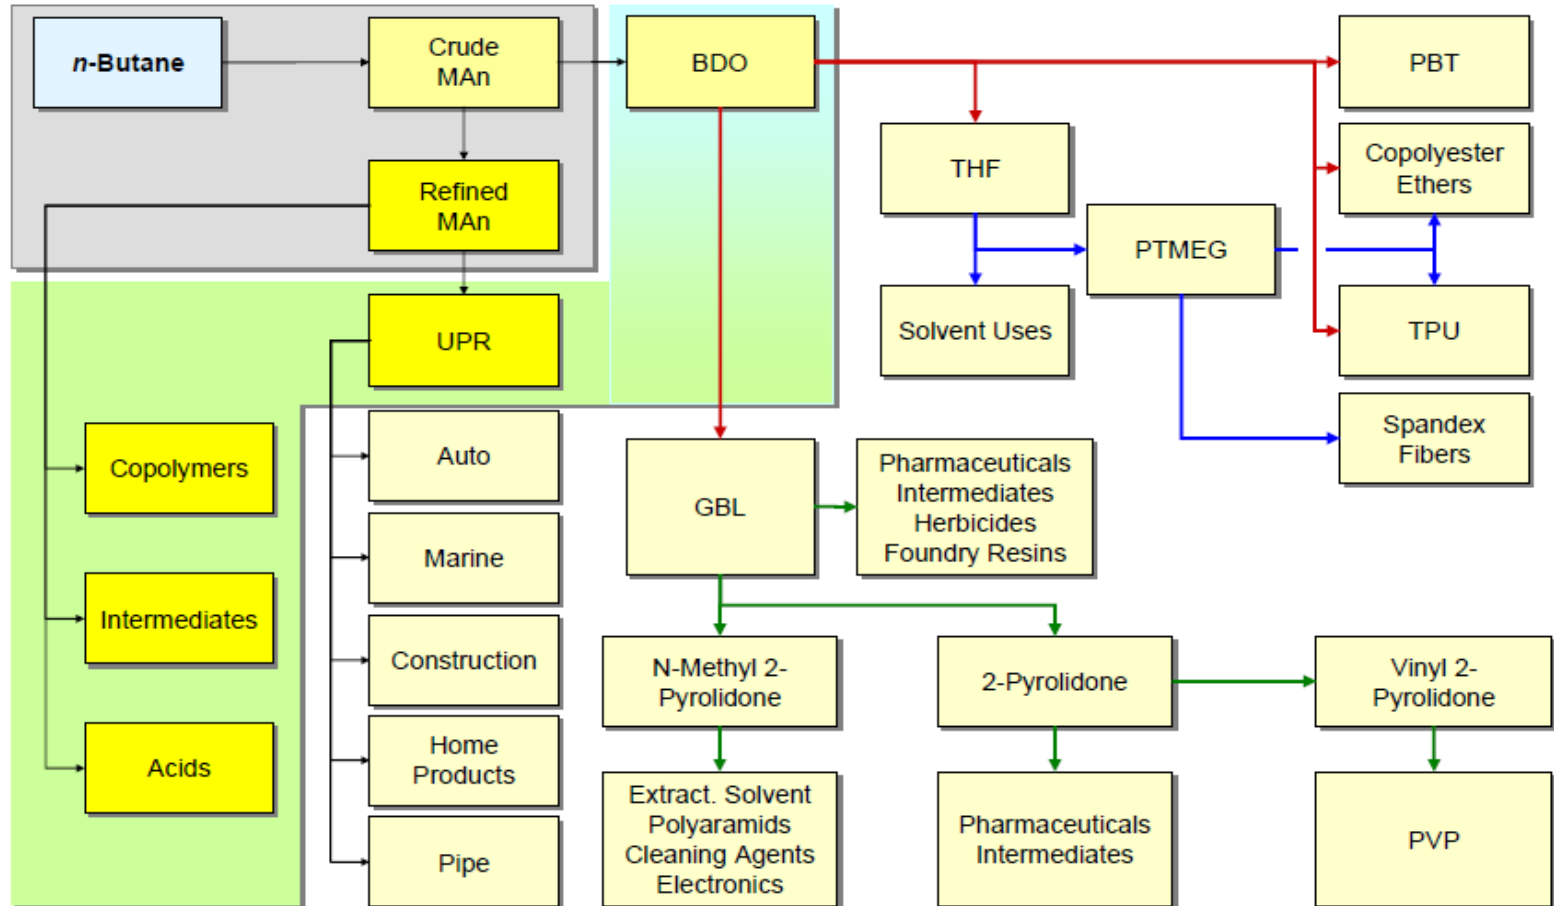 n-Butane
Crude
MAn
BDO
PBT
THF
Copolyester
Ethers
Refined
MAn
PTMEG
UPR
Solvent Uses
TPU
Spandex
Fibers
Copolymers
Auto
GBL
Pharmaceuticals
Intermediates
Herbicides
Foundry Resins
Marine
Intermediates
Construction
N-Methyl 2-
Pyrolidone
2-Pyrolidone
Vinyl 2-
Pyrolidone
Acids
Home
Products
Pipe
Extract. Solvent
Polyaramids
Cleaning Agents
Electronics
Pharmaceuticals
Intermediates
PVP